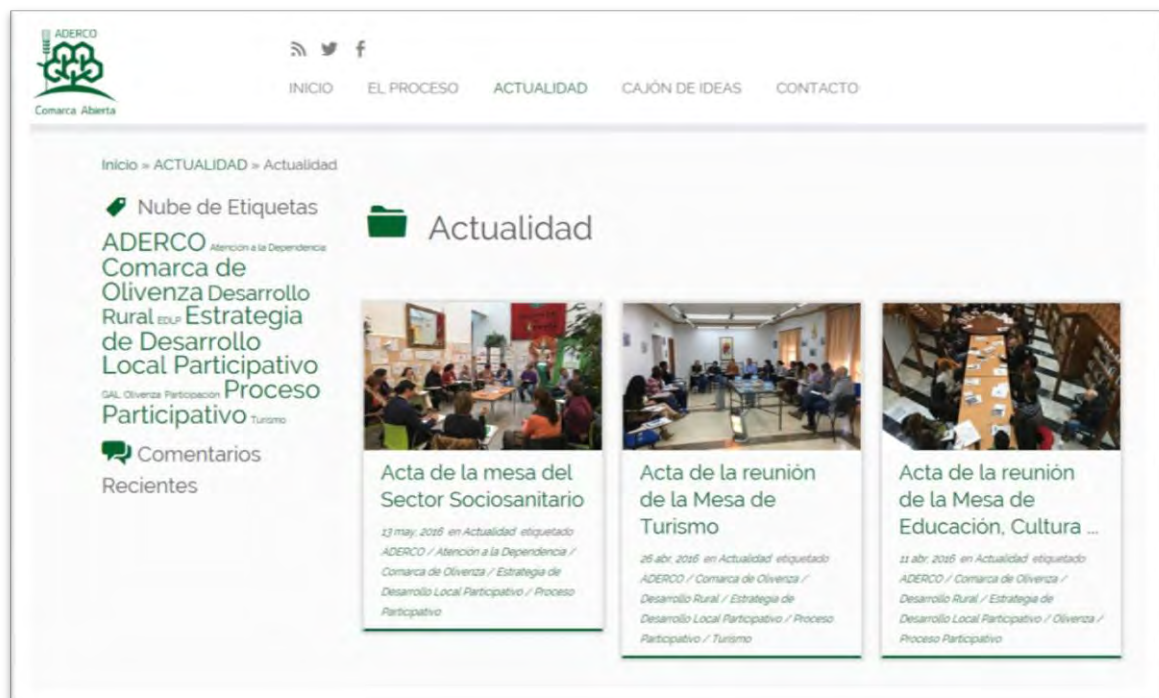 ADERCO
Comarca Abierta
INICIO EL PROCESO ACTUALIDAD CAJÓN DE IDEAS CONTACTO
Inicio » ACTUALIDAD » Actualidad
Nube de Etiquetas
ADERCO Atención a la Dependencia
Comarca de
Olivenza Desarrollo
Rural EDLP Estrategia
de Desarrollo
Local Participativo
GAL Olivenza Participación Proceso
Participativo Turismo
Comentarios
Recientes
Actualidad
Acta de la mesa del
Sector Sociosanitario
13 may, 2016 en Actualidad etiquetado
ADERCO / Atención a la Dependencia /
Comarca de Olivenza / Estrategia de
Desarrollo Local Participativo / Proceso
Participativo
Acta de la reunión
de la Mesa de
Turismo
26 abr, 2016 en Actualidad etiquetado
ADERCO / Comarca de Olivenza /
Desarrollo Rural / Estrategia de
Desarrollo Local Participativo / Proceso
Participativo / Turismo
Acta de la reunión
de la Mesa de
Educación, Cultura ...
11 abr, 2016 en Actualidad etiquetado
ADERCO / Comarca de Olivenza /
Desarrollo Rural / Estrategia de
Desarrollo Local Participativo / Olivenza /
Proceso Participativo